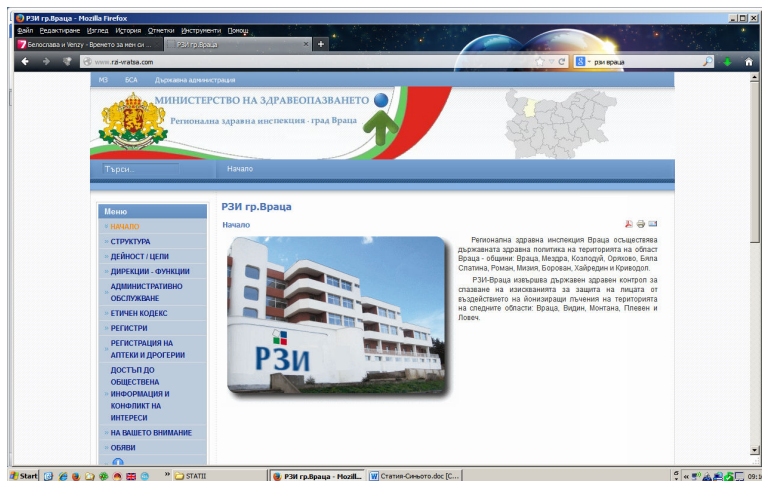 РЗИ гр.Враца - Mozilla Firefox
Файл Редактиране Изглед История Отметки Инструменти Помощ
Белослава и Venzy - Времето за мен си ...
РЗИ гр.Враца
www.rzi-vratsa.com
рзи враца
МЗ БСА Държавна администрация
МИНИСТЕРСТВО НА ЗДРАВЕОПАЗВАНЕТО
Регионална здравна инспекция - град Враца
Търси...
Начало
Меню
НАЧАЛО
СТРУКТУРА
ДЕЙНОСТ / ЦЕЛИ
ДИРЕКЦИИ - ФУНКЦИИ
АДМИНИСТРАТИВНО
ОБСЛУЖВАНЕ
ЕТИЧЕН КОДЕКС
РЕГИСТРИ
РЕГИСТРАЦИЯ НА
АПТЕКИ И ДРОГЕРИИ
ДОСТЪП ДО
ОБЩЕСТВЕНА
ИНФОРМАЦИЯ И
КОНФЛИКТ НА
ИНТЕРЕСИ
НА ВАШЕТО ВНИМАНИЕ
ОБЯВИ
РЗИ гр.Враца
Начало
РЗИ
Регионална здравна инспекция Враца осъществява
държавната здравна политика на територията на област
Враца - общини: Враца, Мездра, Козлодуй, Оряхово, Бяла
Слатина, Роман, Мизия, Борован, Хайредин и Криводол.
РЗИ-Враца извършва държавен здравен контрол за
спазване на изискванията за защита на лицата от
въздействието на йонизиращи лъчения на територията
на следните области: Враца, Видин, Монтана, Плевен и
Ловеч.
Start
STATII
РЗИ гр.Враца - Mozill...
Статия-Синьото.doc [C...